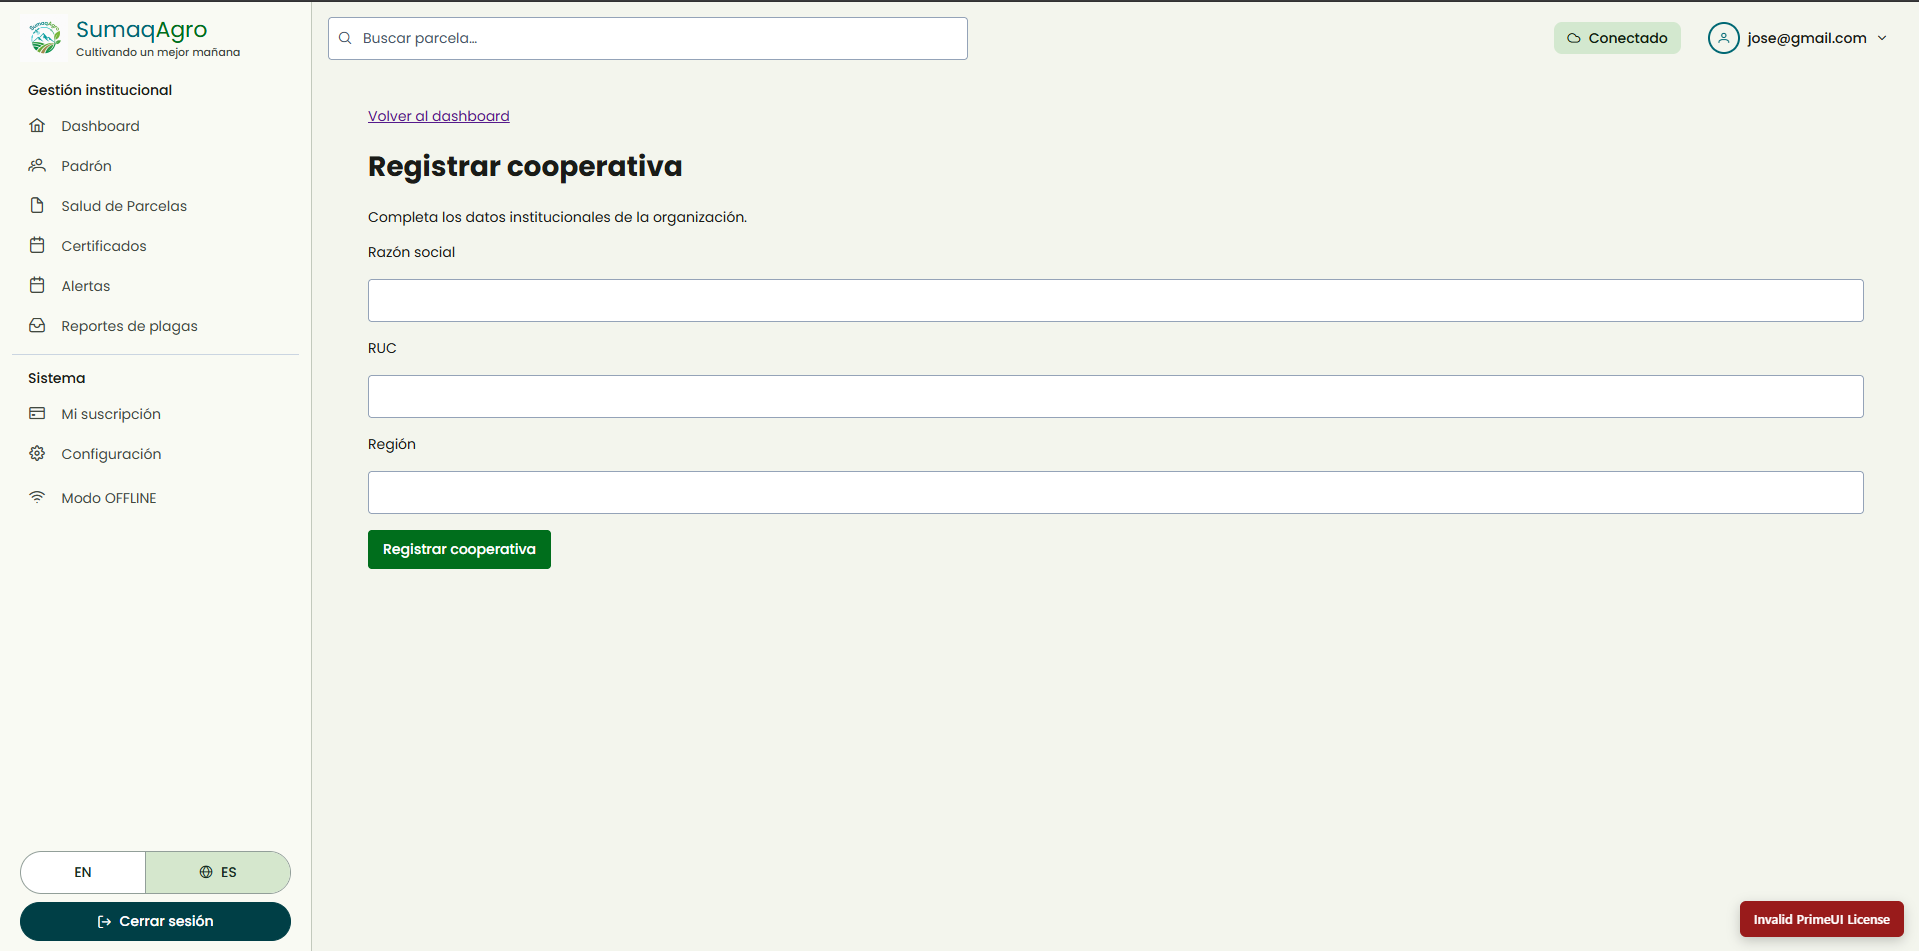 SumaqAgro
SumaqAgro
Cultivando un mejor mañana
Buscar parcela...
Conectado
jose@gmail.com
Gestión institucional
Dashboard
Padrón
Salud de Parcelas
Certificados
Alertas
Reportes de plagas
Sistema
Mi suscripción
Configuración
Modo OFFLINE
EN
ES
Cerrar sesión
Volver al dashboard
Registrar cooperativa
Completa los datos institucionales de la organización.
Razón social
RUC
Región
Registrar cooperativa
Invalid PrimeUI License